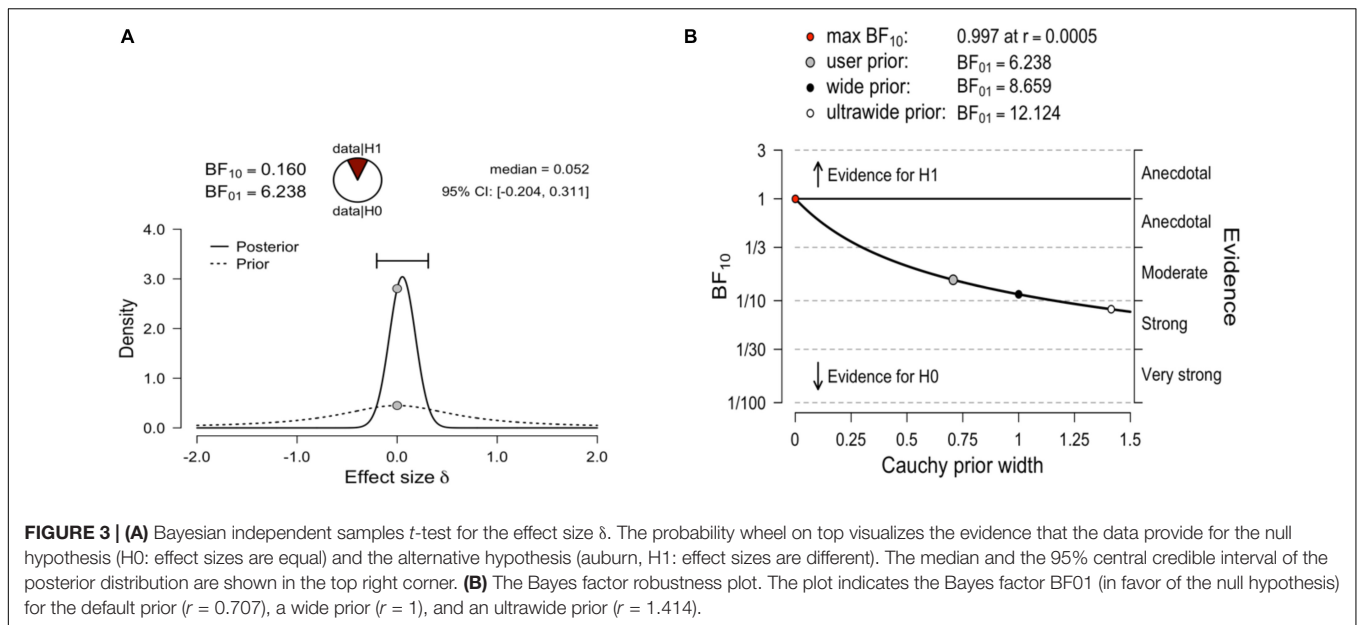 A
BF10 = 0.160
BF01 = 6.238
data|H1
data|H0
median = 0.052
95% CI: [-0.204, 0.311]
Posterior
Prior
4.0
3.0
2.0
1.0
0.0
Density
-2.0 -1.0 0.0 1.0 2.0
Effect size δ
B
max BF10: 0.997 at r = 0.0005
user prior: BF01 = 6.238
wide prior: BF01 = 8.659
ultrawide prior: BF01 = 12.124
3
1
1/3
1/10
1/30
1/100
BF10
Evidence for H1
Evidence for H0
Anecdotal
Anecdotal
Moderate
Strong
Very strong
Evidence
0 0.25 0.5 0.75 1 1.25 1.5
Cauchy prior width
FIGURE 3 | (A) Bayesian independent samples t-test for the effect size δ. The probability wheel on top visualizes the evidence that the data provide for the null
hypothesis (H0: effect sizes are equal) and the alternative hypothesis (auburn, H1: effect sizes are different). The median and the 95% central credible interval of the
posterior distribution are shown in the top right corner. (B) The Bayes factor robustness plot. The plot indicates the Bayes factor BF01 (in favor of the null hypothesis)
for the default prior (r = 0.707), a wide prior (r = 1), and an ultrawide prior (r = 1.414).